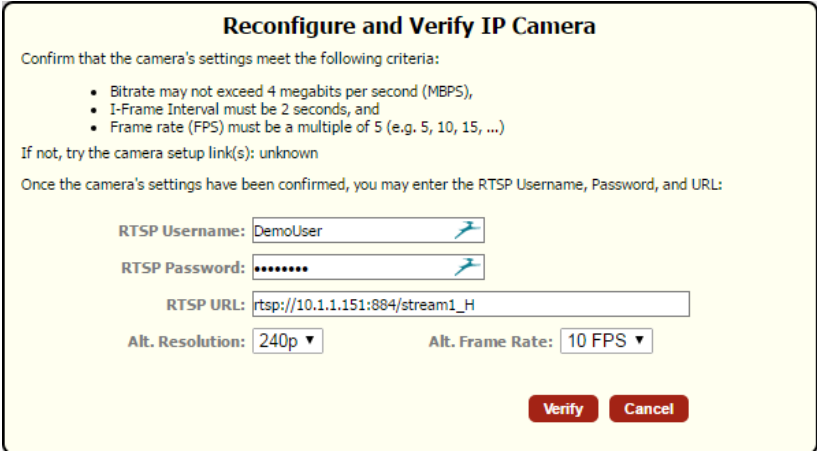 Reconfigure and Verify IP Camera
Confirm that the camera's settings meet the following criteria:
• Bitrate may not exceed 4 megabits per second (MBPS),
• I-Frame Interval must be 2 seconds, and
• Frame rate (FPS) must be a multiple of 5 (e.g. 5, 10, 15, ...)
If not, try the camera setup link(s): unknown
Once the camera's settings have been confirmed, you may enter the RTSP Username, Password, and URL:
RTSP Username: DemoUser
RTSP Password: ••••••••
RTSP URL: rtsp://10.1.1.151:884/stream1_H
Alt. Resolution: 240p ▼ Alt. Frame Rate: 10 FPS ▼
Verify Cancel